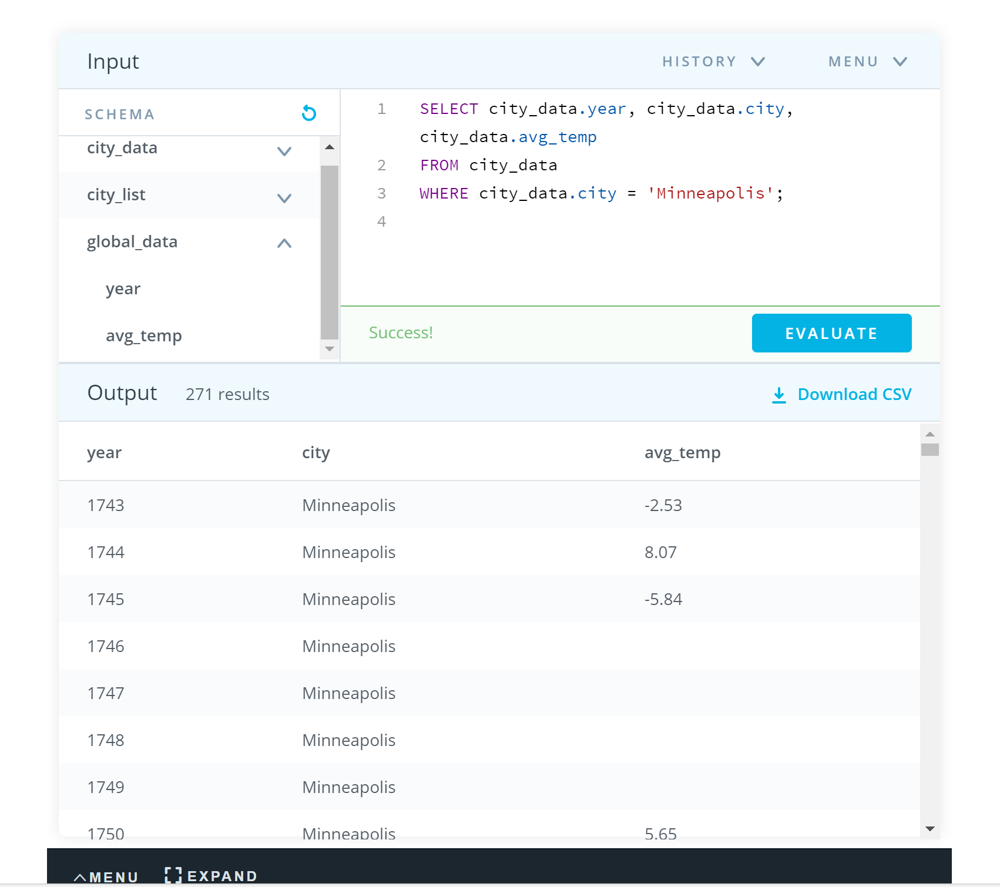 Input
HISTORY
MENU
SCHEMA
city_data
city_list
global_data
year
avg_temp
1 SELECT city_data.year, city_data.city,
city_data.avg_temp
2 FROM city_data
3 WHERE city_data.city = 'Minneapolis';
4
Success!
EVALUATE
Output 271 results Download CSV
year city avg_temp
1743 Minneapolis -2.53
1744 Minneapolis 8.07
1745 Minneapolis -5.84
1746 Minneapolis
1747 Minneapolis
1748 Minneapolis
1749 Minneapolis
1750 Minneapolis 5.65
MENU EXPAND